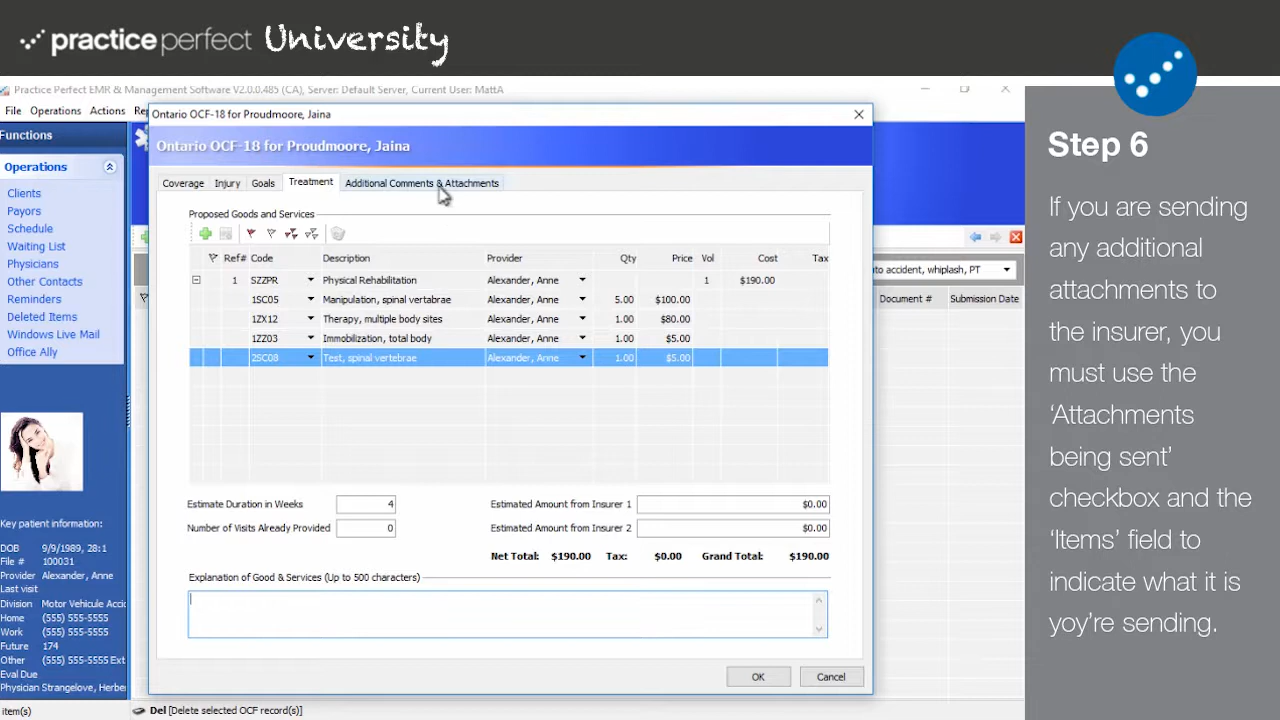 practice perfect University
Practice Perfect EMR & Management Software V2.0.0.485 (CA), Server: Default Server, Current User: MattA
File Operations Actions
Functions
Operations
Clients
Payors
Schedule
Waiting List
Physicians
Other Contacts
Reminders
Deleted Items
Windows Live Mail
Office Ally
Key patient information:
DOB 9/9/1989, 28:1
File # 100031
Provider Alexander, Anne
Last visit
Division Motor Vehicule Accic
Home (555) 555-5555
Work (555) 555-5555
Future 174
Other (555) 555-5555 Ext
Eval Due
Physician Strangelove, Herber
item(s)
Del [Delete selected OCF record(s)]
Ontario OCF-18 for Proudmoore, Jaina
Ontario OCF-18 for Proudmoore, Jaina
Coverage Injury Goals Treatment Additional Comments & Attachments
Proposed Goods and Services
Ref# Code Description Provider Qty Price Vol Cost Tax
1 SZZPR Physical Rehabilitation Alexander, Anne 1 $190.00
1SC05 Manipulation, spinal vertabrae Alexander, Anne 5.00 $100.00
1ZX12 Therapy, multiple body sites Alexander, Anne 1.00 $80.00
1ZZ03 Immobilization, total body Alexander, Anne 1.00 $5.00
2SC08 Test, spinal vertebrae Alexander, Anne 1.00 $5.00
Estimate Duration in Weeks 4 Estimated Amount from Insurer 1 $0.00
Number of Visits Already Provided 0 Estimated Amount from Insurer 2 $0.00
Net Total: $190.00 Tax: $0.00 Grand Total: $190.00
Explanation of Good & Services (Up to 500 characters)
OK Cancel
to accident, whiplash, PT
Document # Submission Date
Step 6
If you are sending
any additional
attachments to
the insurer, you
must use the
‘Attachments
being sent’
checkbox and the
‘Items’ field to
indicate what it is
yoy’re sending.